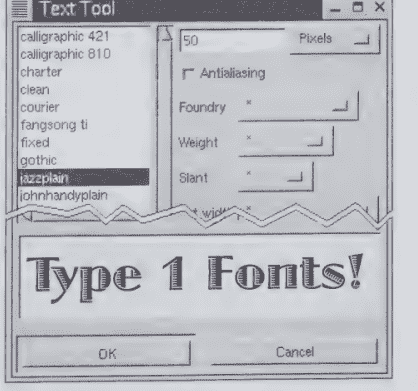 Text Tool
calligraphic 421
calligraphic 810
charter
clean
courier
fangsong ti
fixed
gothic
jazzplain
johnhandyplain
50
Pixels
Antialiasing
Foundry *
Weight *
Slant *
Type 1 Fonts!
OK
Cancel